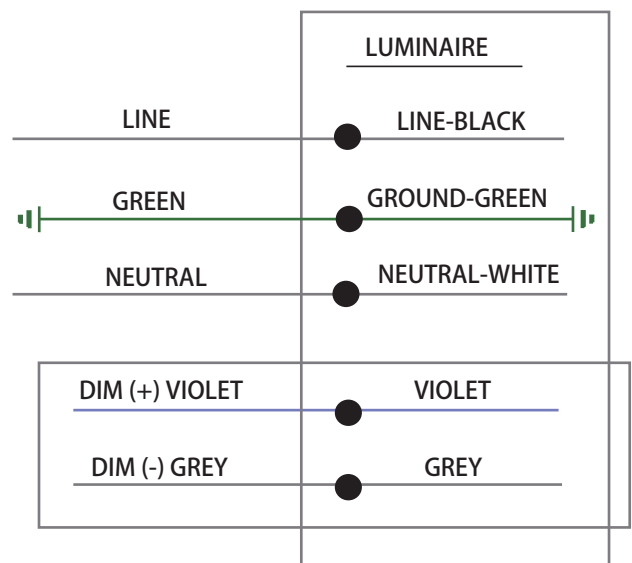 LUMINAIRE
LINE LINE-BLACK
GREEN GROUND-GREEN
NEUTRAL NEUTRAL-WHITE
DIM (+) VIOLET VIOLET
DIM (-) GREY GREY